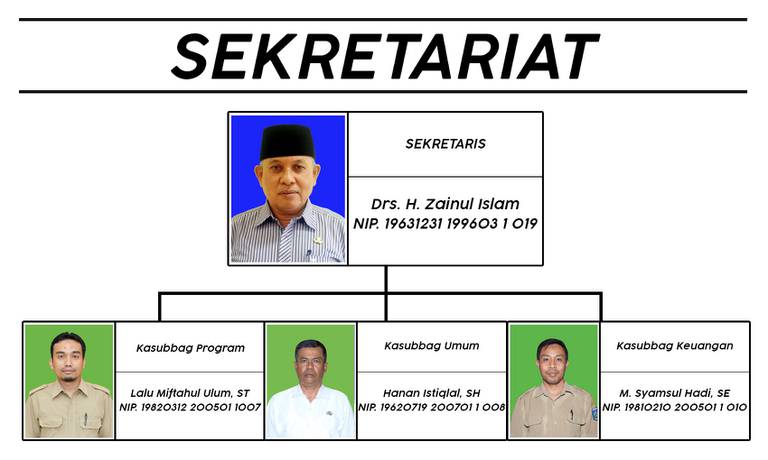 SEKRETARIAT
SEKRETARIS
Drs. H. Zainul Islam
NIP. 19631231 199603 1 019
Kasubbag Program
Lalu Miftahul Ulum, ST
NIP. 19820312 200501 1007
Kasubbag Umum
Hanan Istiqlal, SH
NIP. 19620719 200701 1 008
Kasubbag Keuangan
M. Syamsul Hadi, SE
NIP. 19810210 200501 1 010